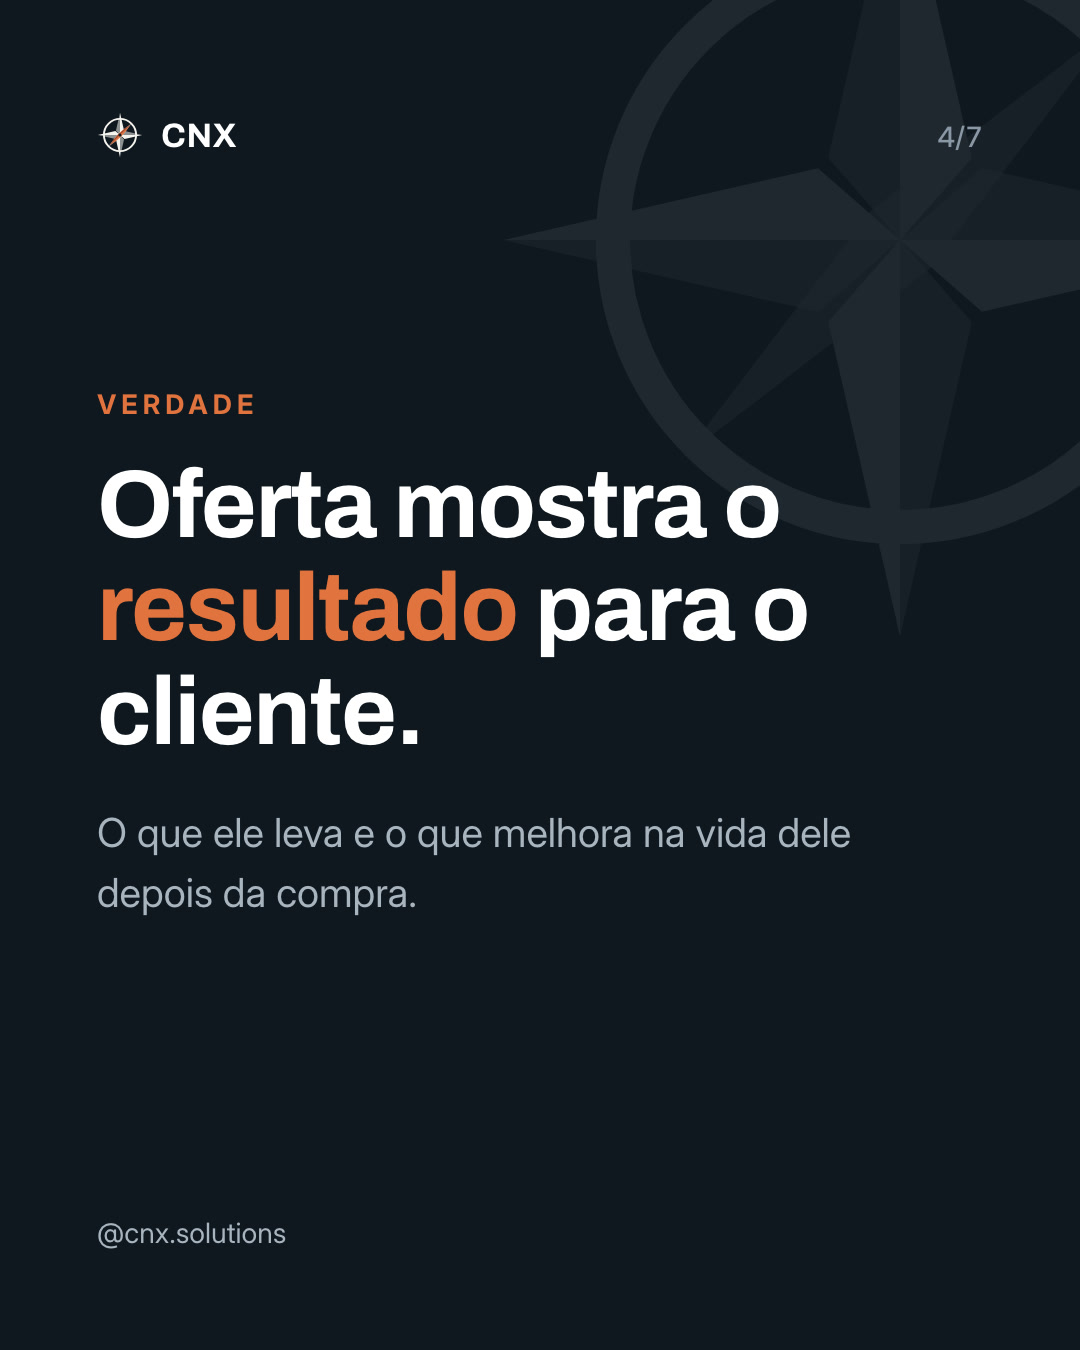 CNX
4/7
VERDADE
Oferta mostra o
resultado para o
cliente.
O que ele leva e o que melhora na vida dele
depois da compra.
@cnx.solutions